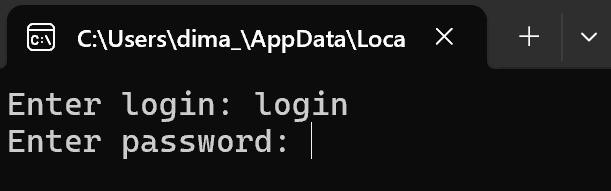 C:\Users\dima_\AppData\Loca
Enter login: login
Enter password: